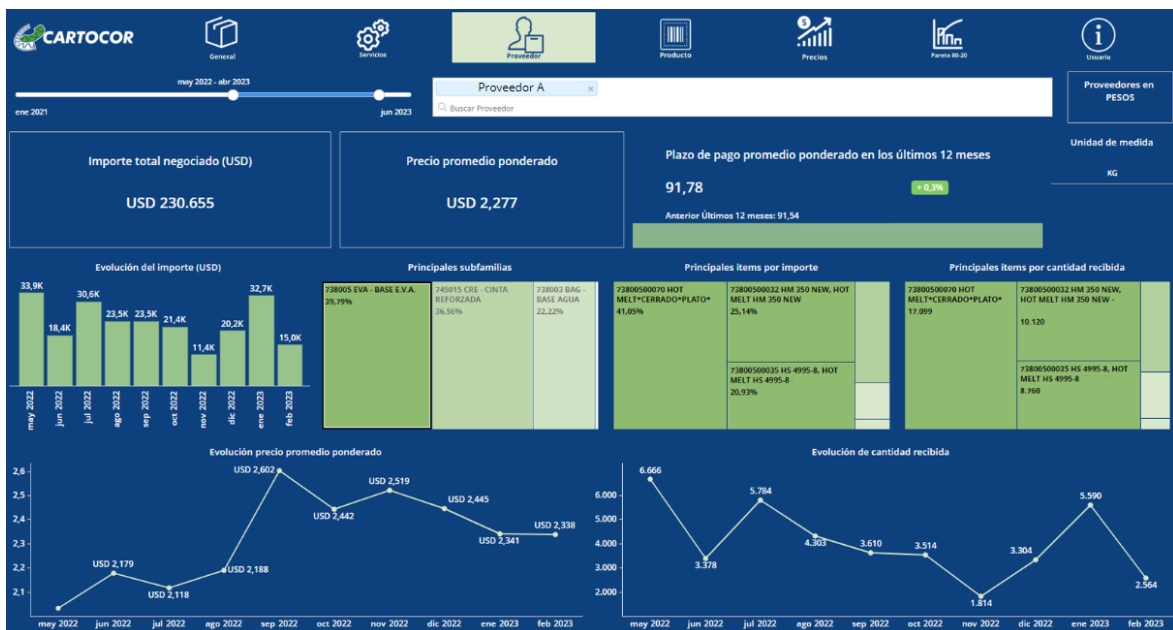 CARTOCOR
General
Servicios
Proveedor
Producto
Precios
Pareto 80-20
Usuario
may 2022 - abr 2023
ene 2021
jun 2023
Proveedor A
×
Buscar Proveedor
Proveedores en
PESOS
Importe total negociado (USD)
USD 230.655
Precio promedio ponderado
USD 2,277
Plazo de pago promedio ponderado en los últimos 12 meses
91,78
+ 0,3%
Anterior Últimos 12 meses: 91,54
Unidad de medida
KG
Evolución del importe (USD)
33,9K
18,4K
30,6K
23,5K
23,5K
21,4K
11,4K
20,2K
32,7K
15,0K
may 2022
jun 2022
jul 2022
ago 2022
sep 2022
oct 2022
nov 2022
dic 2022
ene 2023
feb 2023
Principales subfamilias
738005 EVA - BASE E.V.A.
39,79%
745015 CRE - CINTA
REFORZADA
36,56%
738003 BAG -
BASE AGUA
22,22%
Principales items por importe
73800500070 HOT
MELT*CERRADO*PLATO*
41,05%
73800500032 HM 350 NEW, HOT
MELT HM 350 NEW
25,14%
73800500035 HS 4995-8, HOT
MELT HS 4995-8 -
20,93%
Principales items por cantidad recibida
73800500070 HOT
MELT*CERRADO*PLATO*
17.099
73800500032 HM 350 NEW,
HOT MELT HM 350 NEW -
10.120
73800500035 HS 4995-8, HOT
MELT HS 4995-8
8.760
Evolución precio promedio ponderado
2,6
2,5
2,4
2,3
2,2
2,1
USD 2,179
USD 2,118
USD 2,188
USD 2,602
USD 2,442
USD 2,519
USD 2,445
USD 2,341
USD 2,338
may 2022
jun 2022
jul 2022
ago 2022
sep 2022
oct 2022
nov 2022
dic 2022
ene 2023
feb 2023
Evolución de cantidad recibida
6.000
5.000
4.000
3.000
2.000
6.666
3.378
5.784
4.303
3.610
3.514
1.814
3.304
5.590
2.564
may 2022
jun 2022
jul 2022
ago 2022
sep 2022
oct 2022
nov 2022
dic 2022
ene 2023
feb 2023